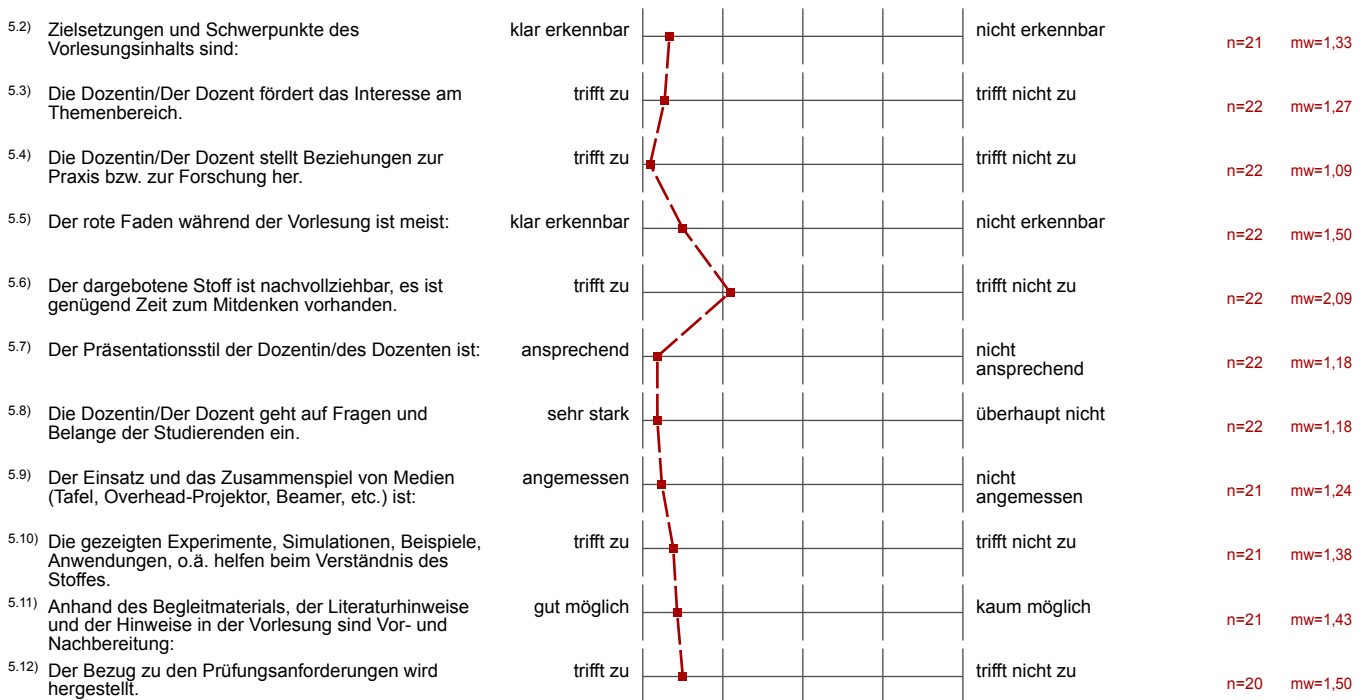 5.2) Zielsetzungen und Schwerpunkte des klar erkennbar nicht erkennbar
Vorlesungsinhalts sind: n=21 mw=1,33
5.3) Die Dozentin/Der Dozent fördert das Interesse am trifft zu trifft nicht zu
Themenbereich. n=22 mw=1,27
5.4) Die Dozentin/Der Dozent stellt Beziehungen zur trifft zu trifft nicht zu
Praxis bzw. zur Forschung her. n=22 mw=1,09
5.5) Der rote Faden während der Vorlesung ist meist: klar erkennbar nicht erkennbar
n=22 mw=1,50
5.6) Der dargebotene Stoff ist nachvollziehbar, es ist trifft zu trifft nicht zu
genügend Zeit zum Mitdenken vorhanden. n=22 mw=2,09
5.7) Der Präsentationsstil der Dozentin/des Dozenten ist: ansprechend nicht
ansprechend n=22 mw=1,18
5.8) Die Dozentin/Der Dozent geht auf Fragen und sehr stark überhaupt nicht
Belange der Studierenden ein. n=22 mw=1,18
5.9) Der Einsatz und das Zusammenspiel von Medien angemessen nicht
(Tafel, Overhead-Projektor, Beamer, etc.) ist: angemessen n=21 mw=1,24
5.10) Die gezeigten Experimente, Simulationen, Beispiele, trifft zu trifft nicht zu
Anwendungen, o.ä. helfen beim Verständnis des n=21 mw=1,38
Stoffes.
5.11) Anhand des Begleitmaterials, der Literaturhinweise gut möglich kaum möglich
und der Hinweise in der Vorlesung sind Vor- und n=21 mw=1,43
Nachbereitung:
5.12) Der Bezug zu den Prüfungsanforderungen wird trifft zu trifft nicht zu
hergestellt. n=20 mw=1,50